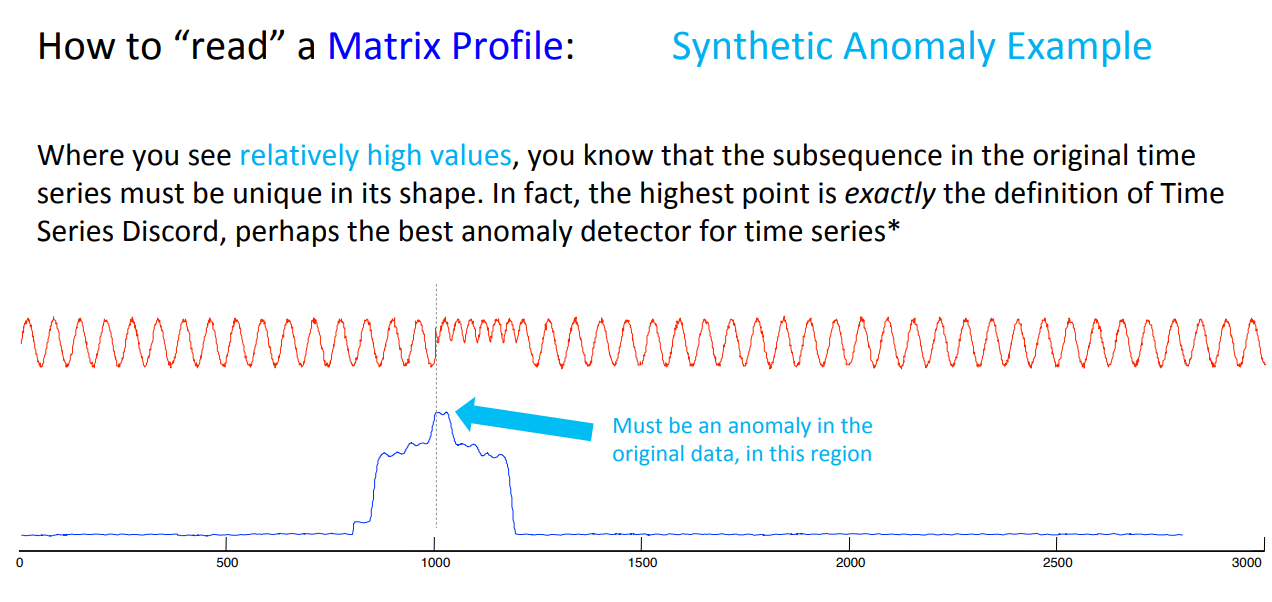 How to “read” a Matrix Profile: Synthetic Anomaly Example
Where you see relatively high values, you know that the subsequence in the original time
series must be unique in its shape. In fact, the highest point is exactly the definition of Time
Series Discord, perhaps the best anomaly detector for time series*
Must be an anomaly in the
original data, in this region
0 500 1000 1500 2000 2500 3000